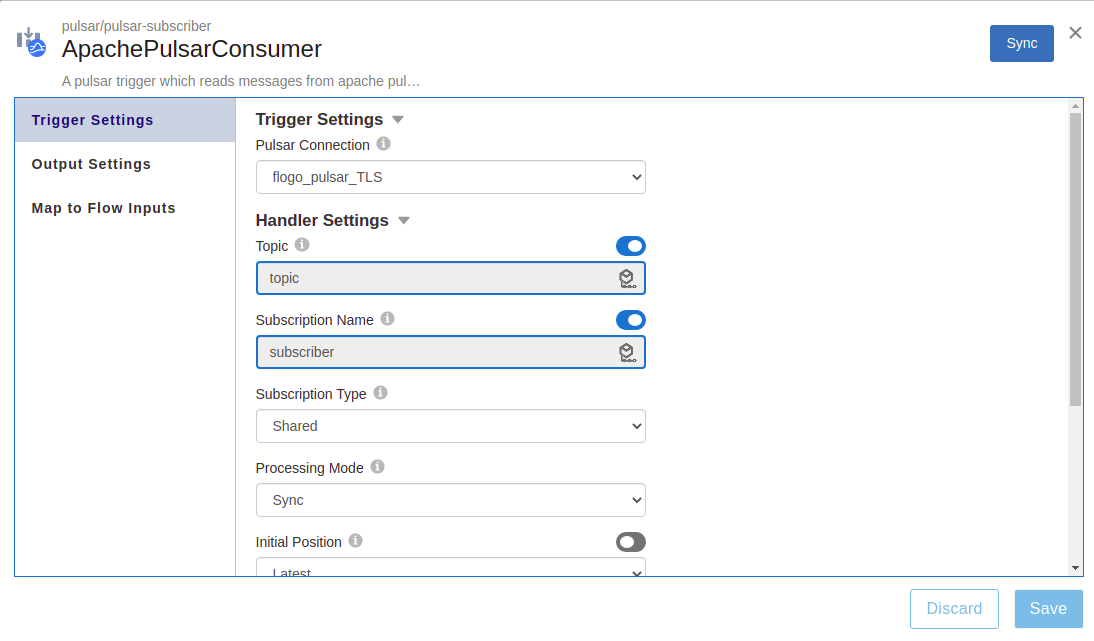 pulsar/pulsar-subscriber
ApachePulsarConsumer
A pulsar trigger which reads messages from apache pul…
Sync
Trigger Settings
Output Settings
Map to Flow Inputs
Trigger Settings
Pulsar Connection
flogo_pulsar_TLS
Handler Settings
Topic
topic
Subscription Name
subscriber
Subscription Type
Shared
Processing Mode
Sync
Initial Position
Latest
Discard
Save